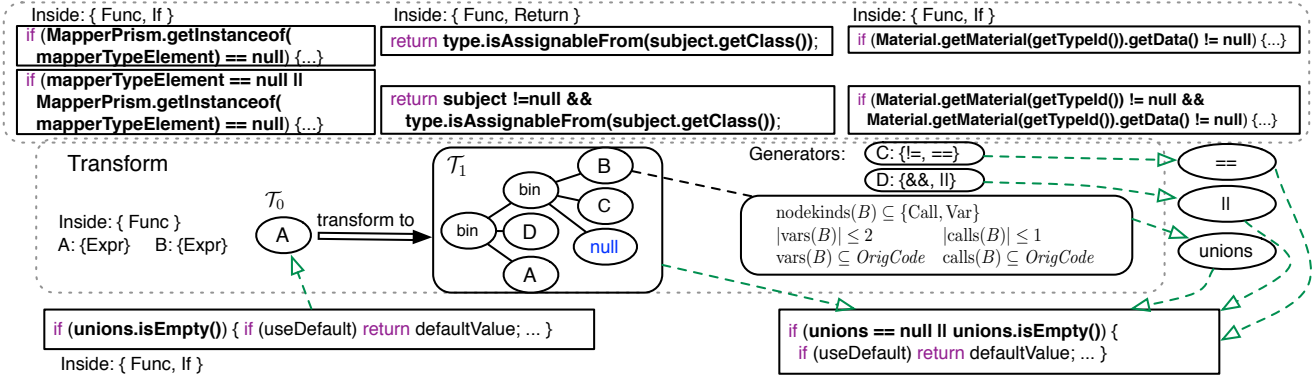 Inside: { Func, If }
if (MapperPrism.getInstanceof(
mapperTypeElement) == null) {...}
if (mapperTypeElement == null ||
MapperPrism.getInstanceof(
mapperTypeElement) == null) {...}
Inside: { Func, Return }
return type.isAssignableFrom(subject.getClass());
return subject !=null &&
type.isAssignableFrom(subject.getClass());
Inside: { Func, If }
if (Material.getMaterial(getTypeId()).getData() != null) {...}
if (Material.getMaterial(getTypeId()) != null &&
Material.getMaterial(getTypeId()).getData() != null) {...}
Transform
Inside: { Func }
A: {Expr} B: {Expr}
𝒯₀
A
transform to
𝒯₁
bin
bin
B
C
D
null
A
Generators:
C: {!=, ==}
D: {&&, ||}
nodekinds(B) ⊆ {Call, Var}
|vars(B)| ≤ 2 |calls(B)| ≤ 1
vars(B) ⊆ OrigCode calls(B) ⊆ OrigCode
==
||
unions
if (unions.isEmpty()) { if (useDefault) return defaultValue; ... }
Inside: { Func, If }
if (unions == null || unions.isEmpty()) {
if (useDefault) return defaultValue; ... }